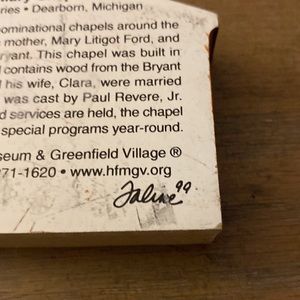 ries • Dearborn, Michigan
ominational chapels around the
mother, Mary Litigot Ford, and
ryant. This chapel was built in
contains wood from the Bryant
his wife, Clara, were married
was cast by Paul Revere, Jr.
d services are held, the chapel
special programs year-round.
seum & Greenfield Village ®
71-1620 • www.hfmgv.org
Faline 99